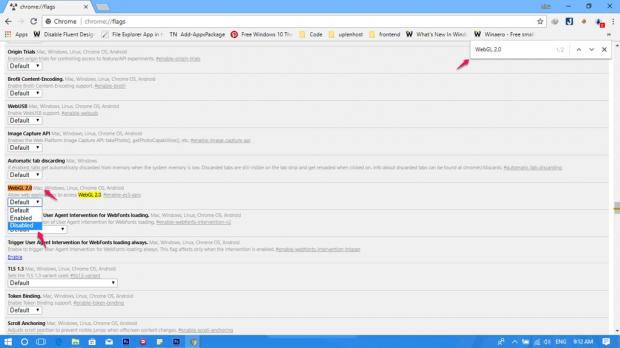 chrome://flags
Chrome | chrome://flags
Apps W Disable Fluent Design How to make a fac TN Add-AppxPackage Free Windows 10 Th Cool uplenhost frontend W What's New In Wind Winaero - Free small
WebGL 2.0 1/2
Origin Trials Mac, Windows, Linux, Chrome OS, Android
Enables origin trials for controlling access to feature/API experiments. #enable-origin-trials
Default
Brotli Content-Encoding. Mac, Windows, Linux, Chrome OS, Android
Enable Brotli Content-Encoding support. #enable-brotli
Default
WebUSB Mac, Windows, Linux, Chrome OS, Android
Enable WebUSB support. #enable-webusb
Default
Image Capture API Mac, Windows, Linux, Chrome OS, Android
Enables the Web Platform Image Capture API: takePhoto(), getPhotoCapabilities(), etc. #enable-image-capture-api
Default
Automatic tab discarding Mac, Windows
If enabled, tabs get automatically discarded from memory when the system memory is low. Discarded tabs are still visible on the tab strip and get reloaded when clicked on. Info about discarded tabs can be found at chrome://discards. #automatic-tab-discarding
Default
WebGL 2.0 Mac, Windows, Linux, Chrome OS, Android
Allow web applications to access WebGL 2.0. #enable-es3-apis
Default
Default
Enabled
Disabled
User Agent Intervention for WebFonts loading. Mac, Windows, Linux, Chrome OS, Android
of User Agent Intervention for WebFonts loading. #enable-webfonts-intervention-v2
Default
Trigger User Agent Intervention for WebFonts loading always. Mac, Windows, Linux, Chrome OS, Android
Enable to trigger User Agent Intervention for WebFonts loading always. This flag affects only when the intervention is enabled. #enable-webfonts-intervention-trigger
Enable
TLS 1.3 Mac, Windows, Linux, Chrome OS, Android
Sets the TLS 1.3 variant used. #tls13-variant
Default
Token Binding. Mac, Windows, Linux, Chrome OS, Android
Enable Token Binding support. #enable-token-binding
Default
Scroll Anchoring Mac, Windows, Linux, Chrome OS, Android
Adjusts scroll position to prevent visible jumps when offscreen content changes. #enable-scroll-anchoring
ENG 9:12 AM